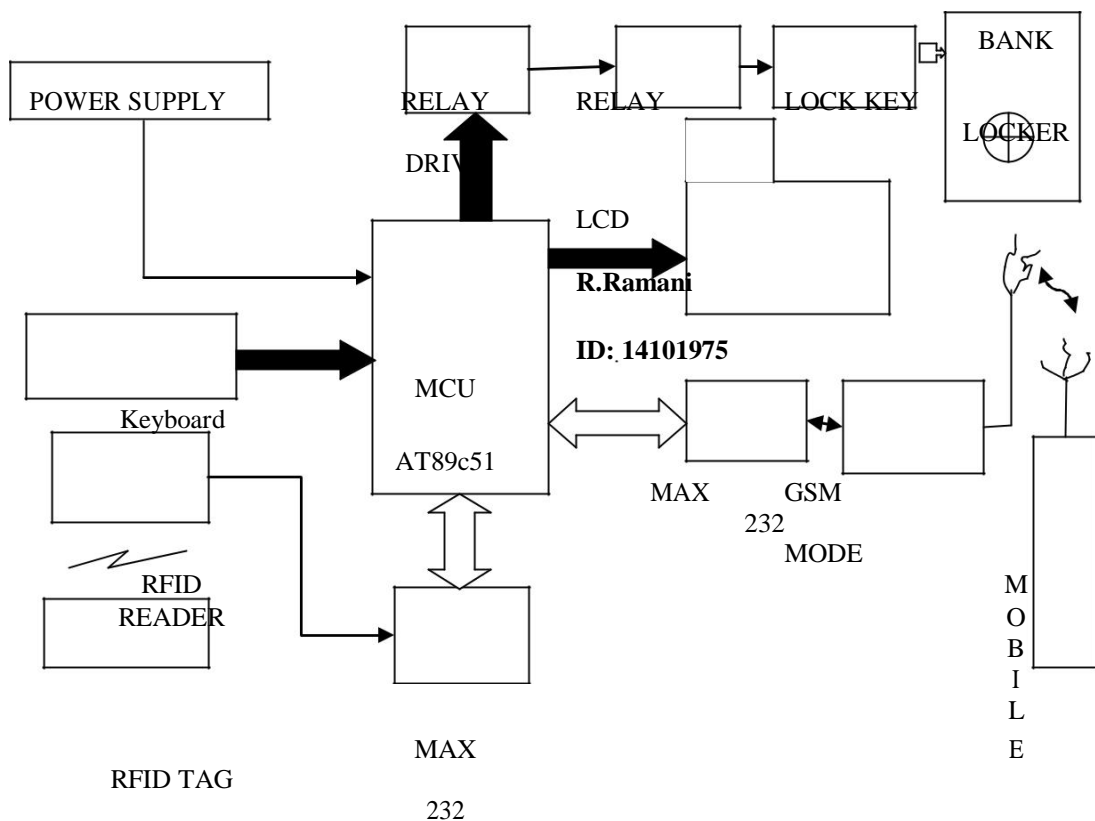 BANK
POWER SUPPLY
RELAY
RELAY
LOCK KEY
LOCKER
DRIV
LCD
R.Ramani
ID: 14101975
MCU
Keyboard
AT89c51
MAX
232
GSM
MODE
RFID
READER
M
O
B
I
L
E
MAX
232
RFID TAG